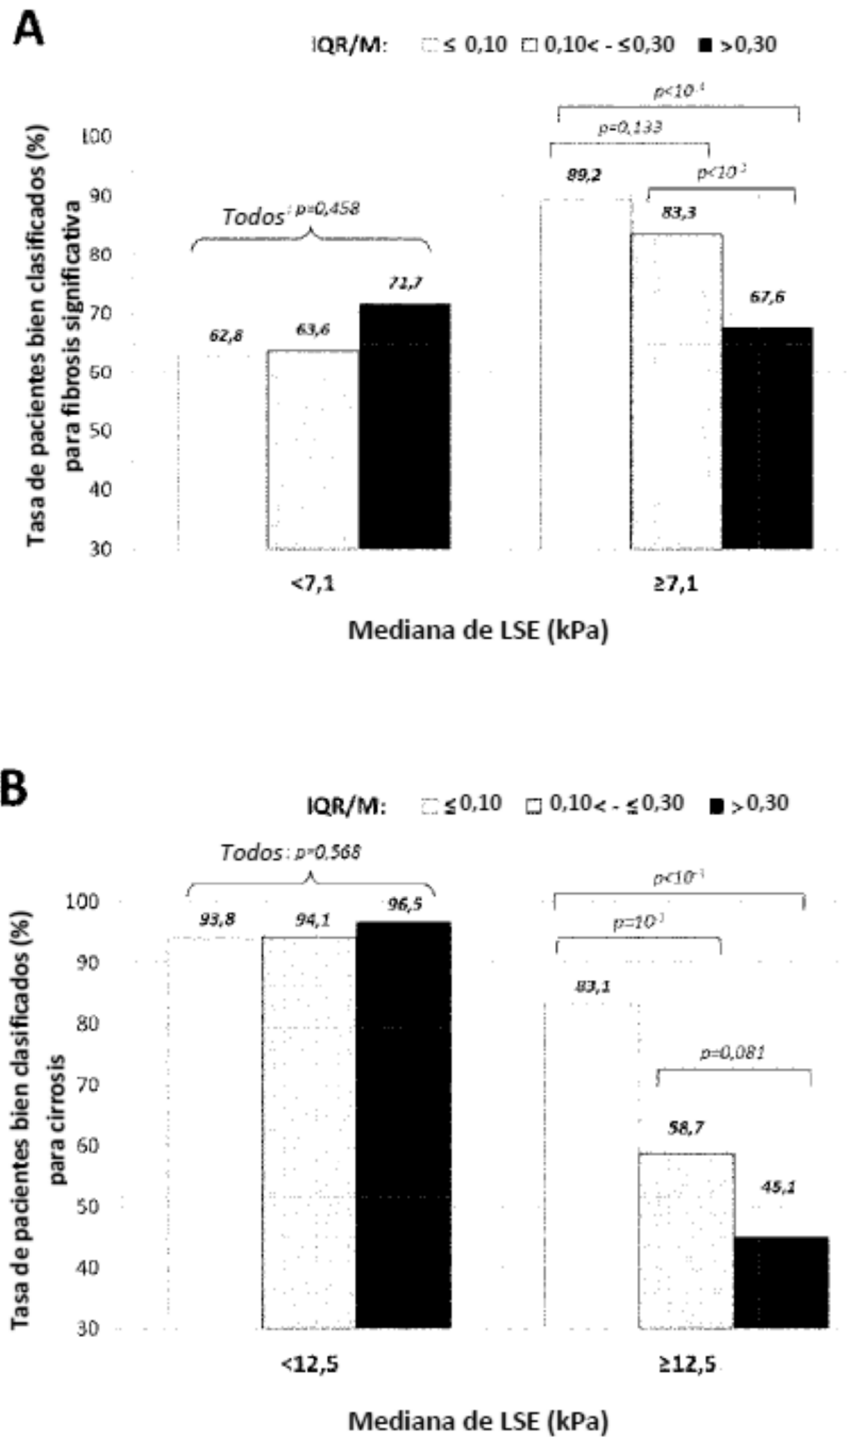 A
IQR/M: ≤ 0,10 0,10< - ≤0,30 >0,30
Tasa de pacientes bien clasificados (%)
para fibrosis significativa
100
90
80
70
60
50
40
30
Todos: p=0,458
62,8
63,6
71,7
p=0,133
89,2
83,3
67,6
<7,1
≥7,1
Mediana de LSE (kPa)
B
IQR/M: ≤0,10 0,10< - ≤0,30 >0,30
Tasa de pacientes bien clasificados (%)
para cirrosis
100
90
80
70
60
50
40
30
Todos: p=0,568
93,8
94,1
96,5
83,1
p=0,081
58,7
45,1
<12,5
≥12,5
Mediana de LSE (kPa)